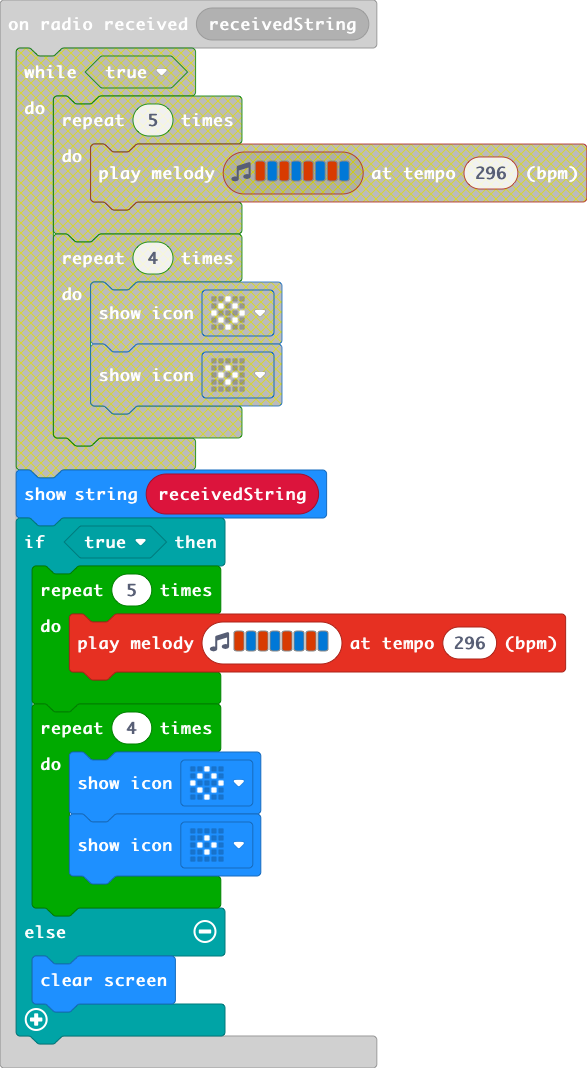 on radio received receivedString
while true
do
repeat 5 times
do
play melody at tempo 296 (bpm)
repeat 4 times
do
show icon
show icon
show string receivedString
if true then
repeat 5 times
do
play melody at tempo 296 (bpm)
repeat 4 times
do
show icon
show icon
else
clear screen